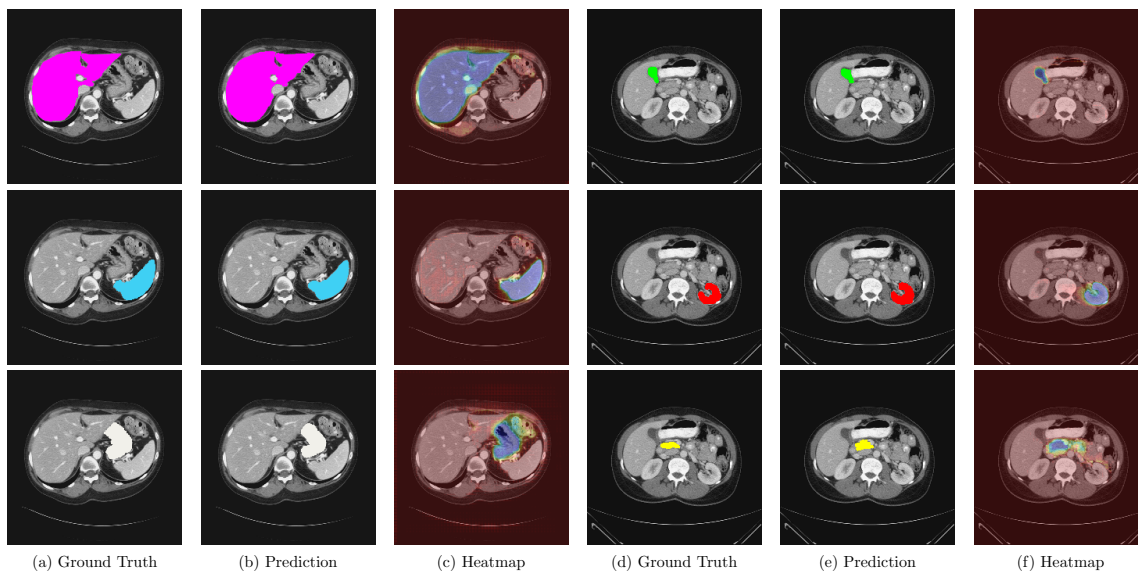 (a) Ground Truth
(b) Prediction
(c) Heatmap
(d) Ground Truth
(e) Prediction
(f) Heatmap